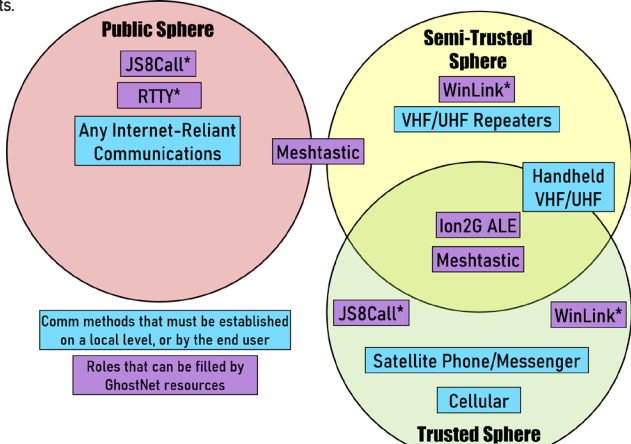 ts.
Public Sphere
JS8Call*
RTTY*
Any Internet-Reliant
Communications
Meshtastic
Semi-Trusted
Sphere
WinLink*
VHF/UHF Repeaters
Handheld
VHF/UHF
Ion2G ALE
Meshtastic
JS8Call*
WinLink*
Satellite Phone/Messenger
Cellular
Trusted Sphere
Comm methods that must be established
on a local level, or by the end user
Roles that can be filled by
GhostNet resources